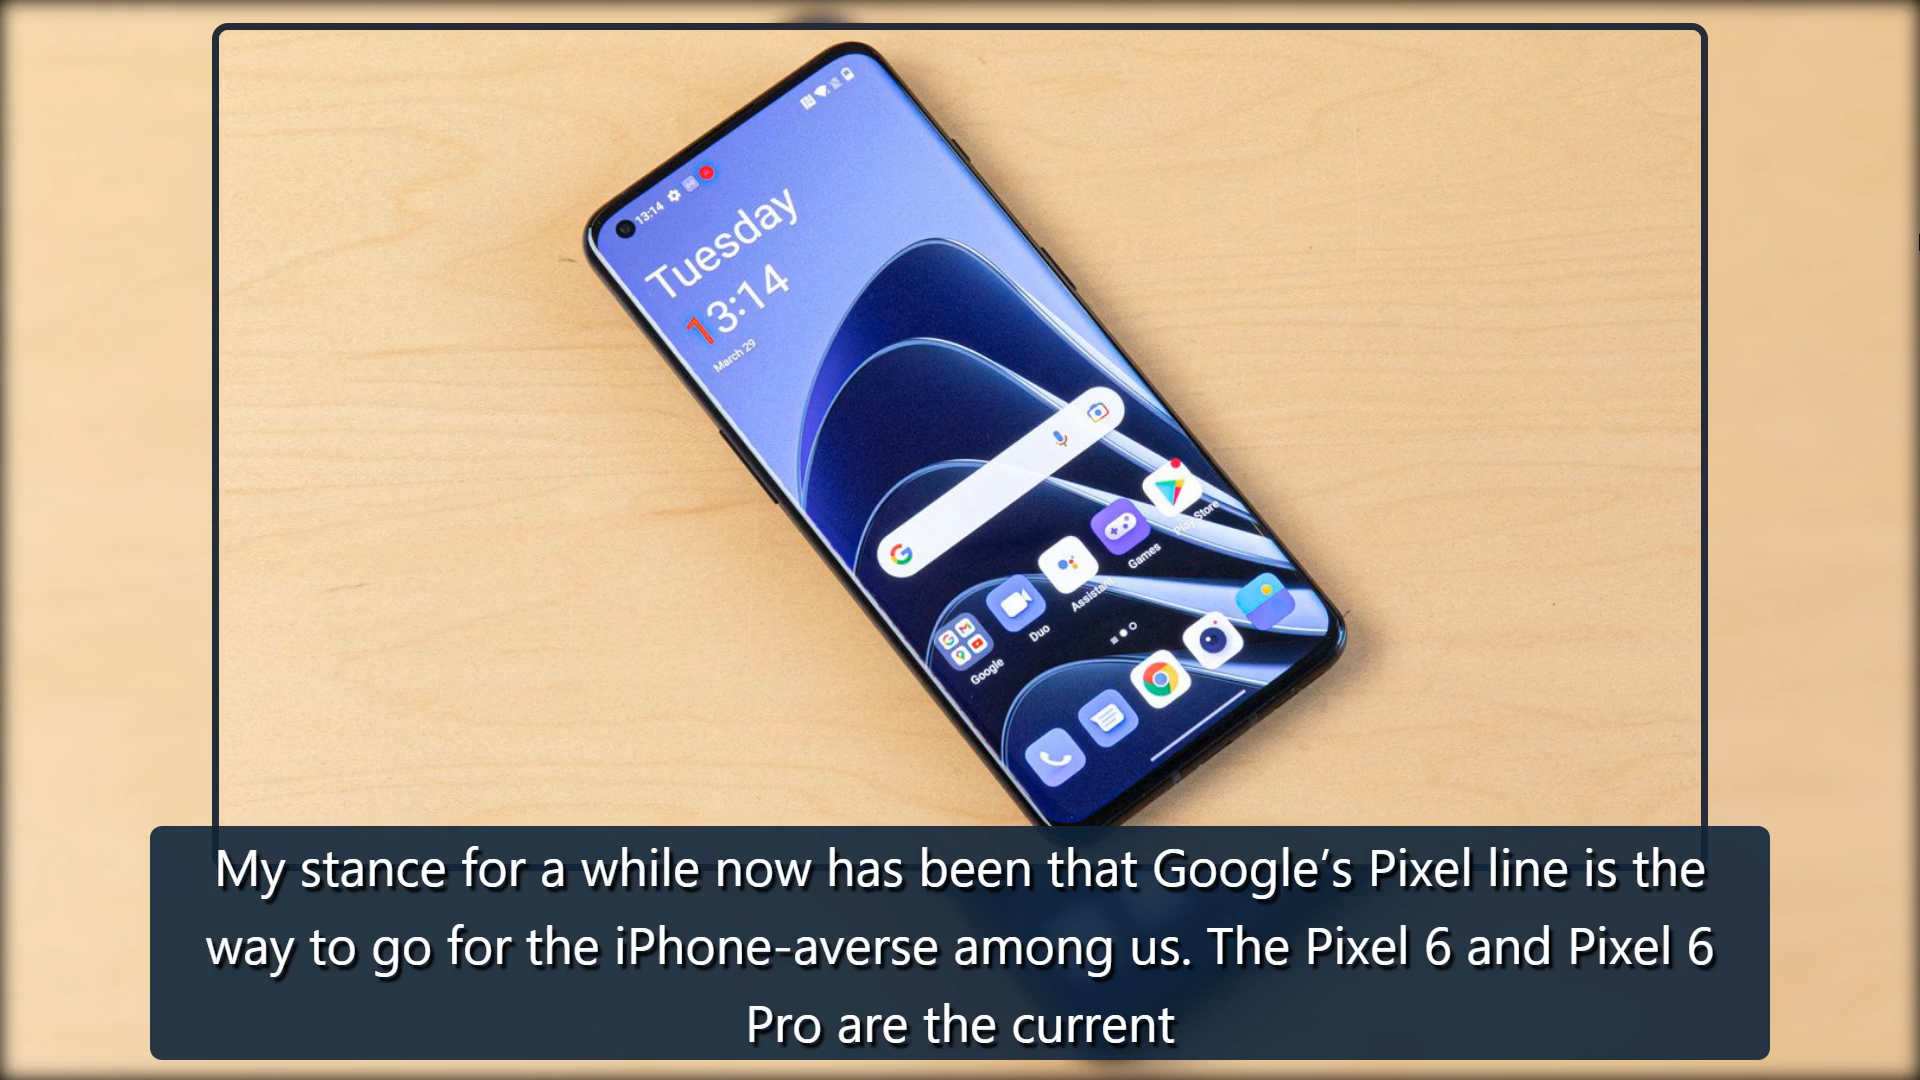 13:14
Tuesday
13:14
March 29
Play Store
Games
Assistant
Duo
Google
My stance for a while now has been that Google’s Pixel line is the
way to go for the iPhone-averse among us. The Pixel 6 and Pixel 6
Pro are the current